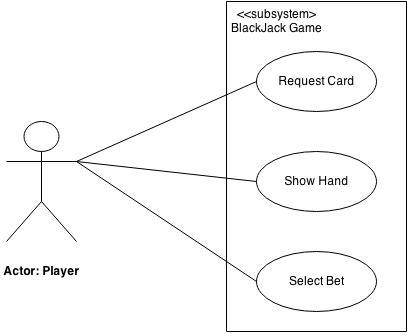 <<subsystem>>
BlackJack Game
Request Card
Show Hand
Select Bet
Actor: Player